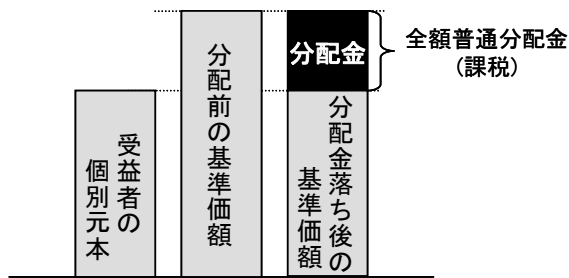 受益者の
個別元本
分配前の基準価額
分配金
分配金落ち後の
基準価額
全額普通分配金
(課税)